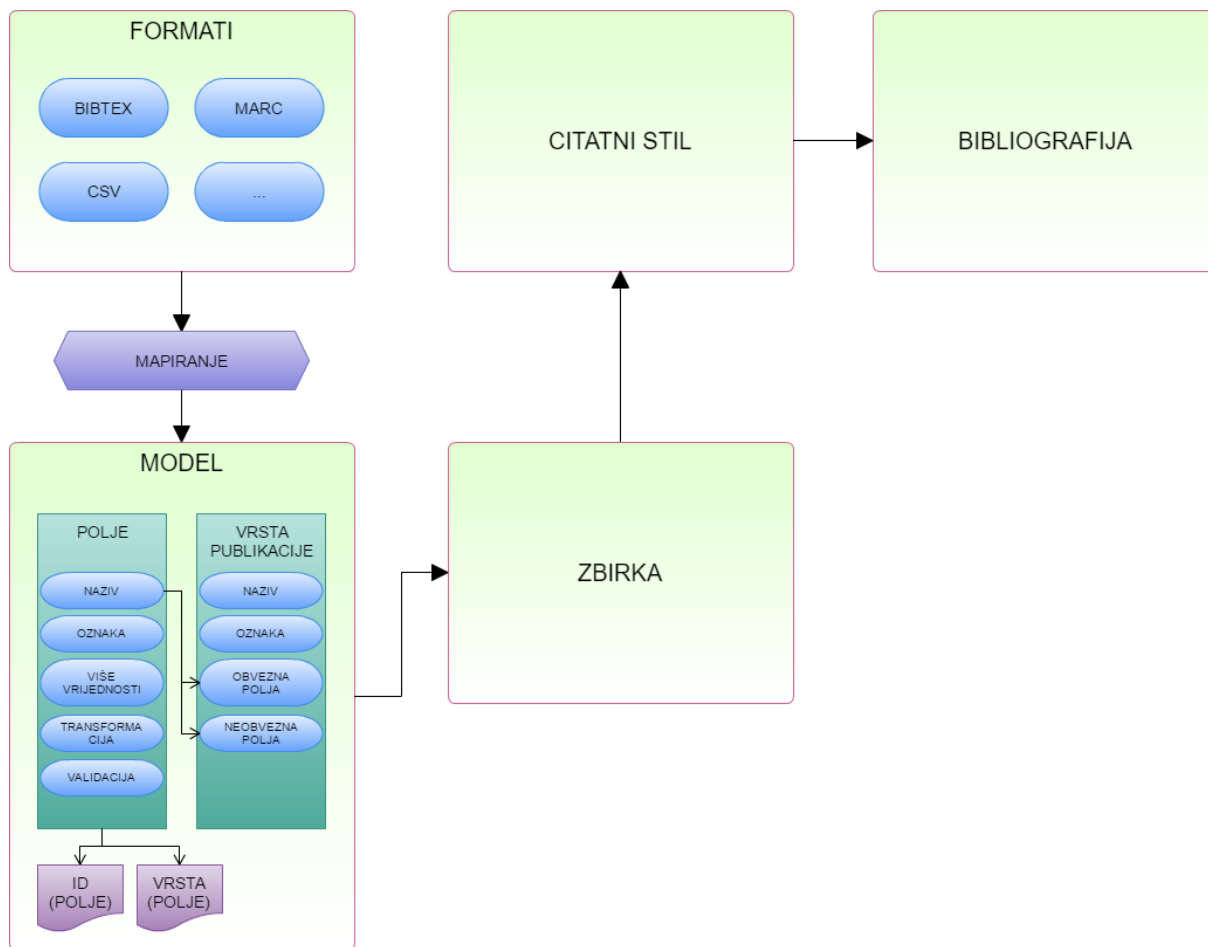 FORMATI
BIBTEX
MARC
CSV
...
MAPIRANJE
MODEL
POLJE
NAZIV
OZNAKA
VIŠE
VRIJEDNOSTI
TRANSFORMA
CIJA
VALIDACIJA
VRSTA
PUBLIKACIJE
NAZIV
OZNAKA
OBVEZNA
POLJA
NEOBVEZNA
POLJA
ID
(POLJE)
VRSTA
(POLJE)
ZBIRKA
CITATNI STIL
BIBLIOGRAFIJA